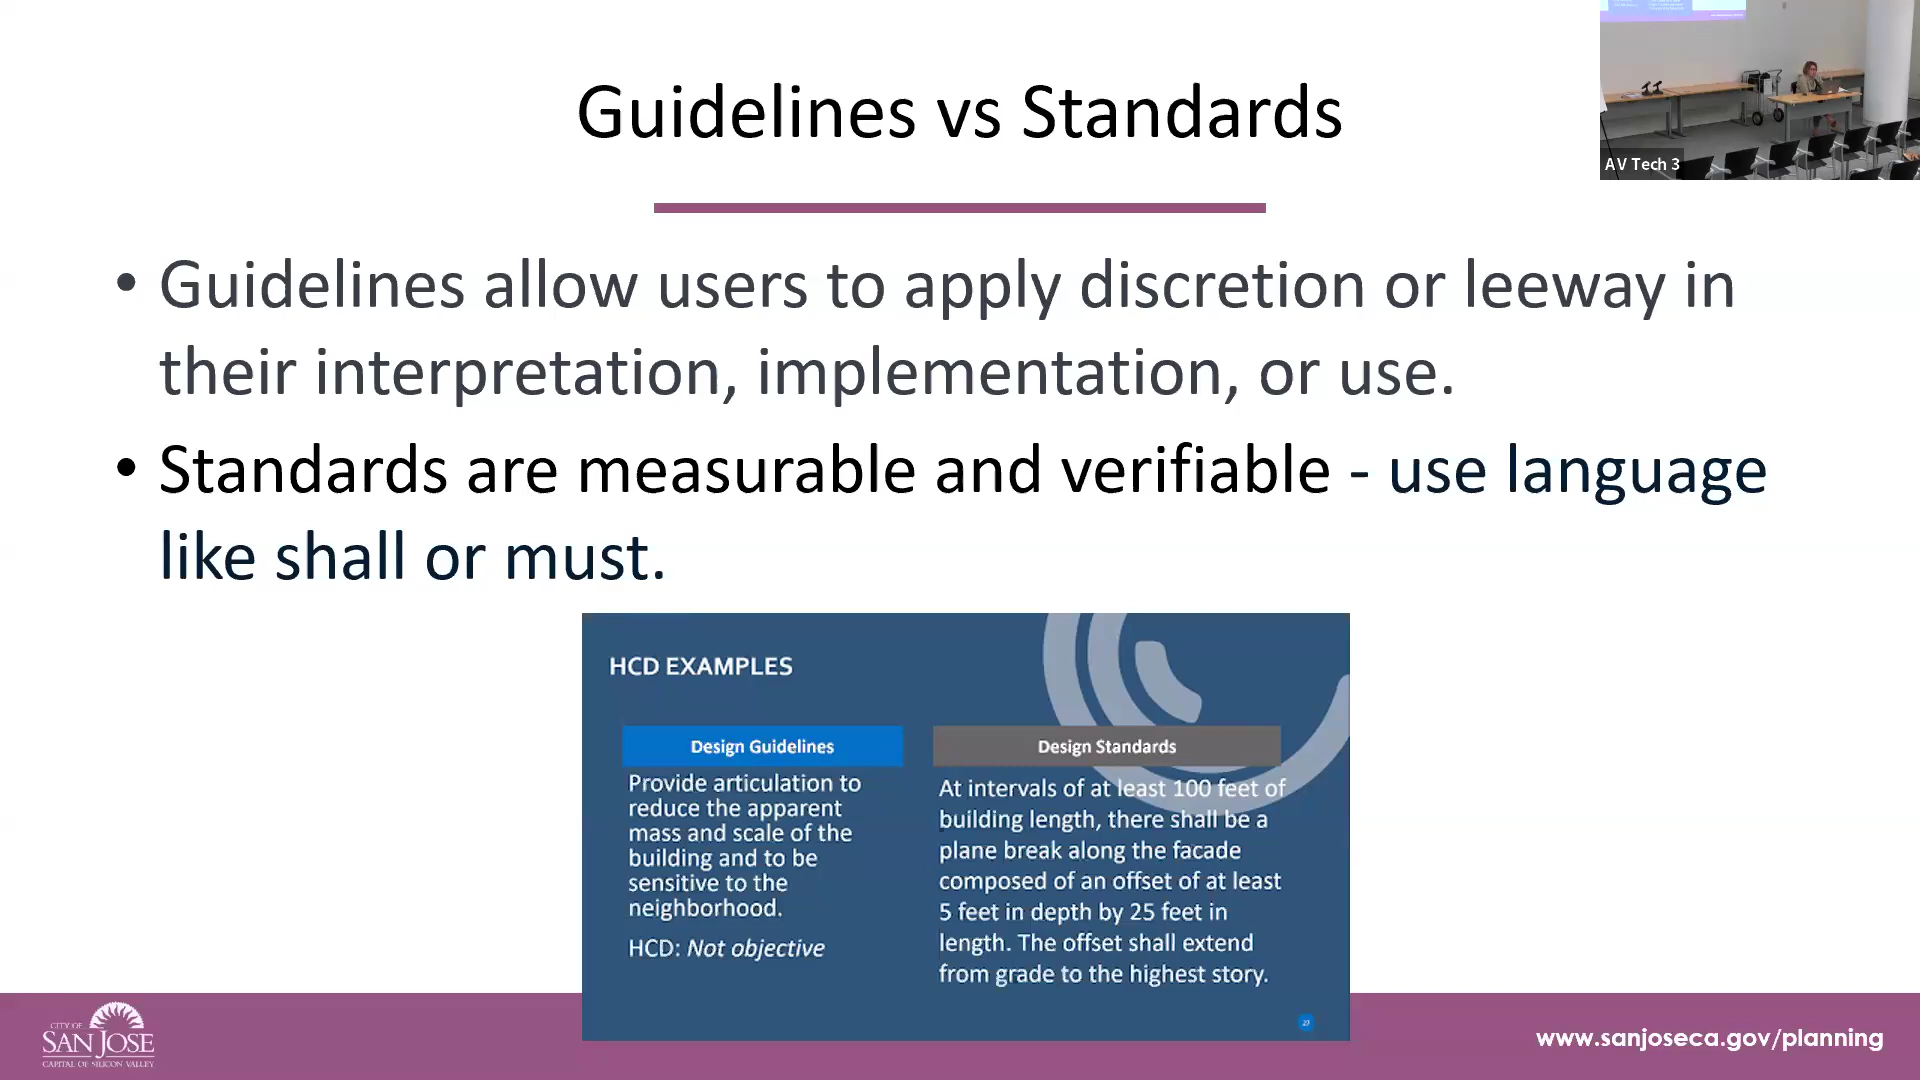 Guidelines vs Standards
AV Tech 3
• Guidelines allow users to apply discretion or leeway in
their interpretation, implementation, or use.
• Standards are measurable and verifiable - use language
like shall or must.
HCD EXAMPLES
Design Guidelines
Provide articulation to
reduce the apparent
mass and scale of the
building and to be
sensitive to the
neighborhood.
HCD: Not objective
Design Standards
At intervals of at least 100 feet of
building length, there shall be a
plane break along the facade
composed of an offset of at least
5 feet in depth by 25 feet in
length. The offset shall extend
from grade to the highest story.
27
CITY OF
SAN JOSE
CAPITAL OF SILICON VALLEY
www.sanjoseca.gov/planning